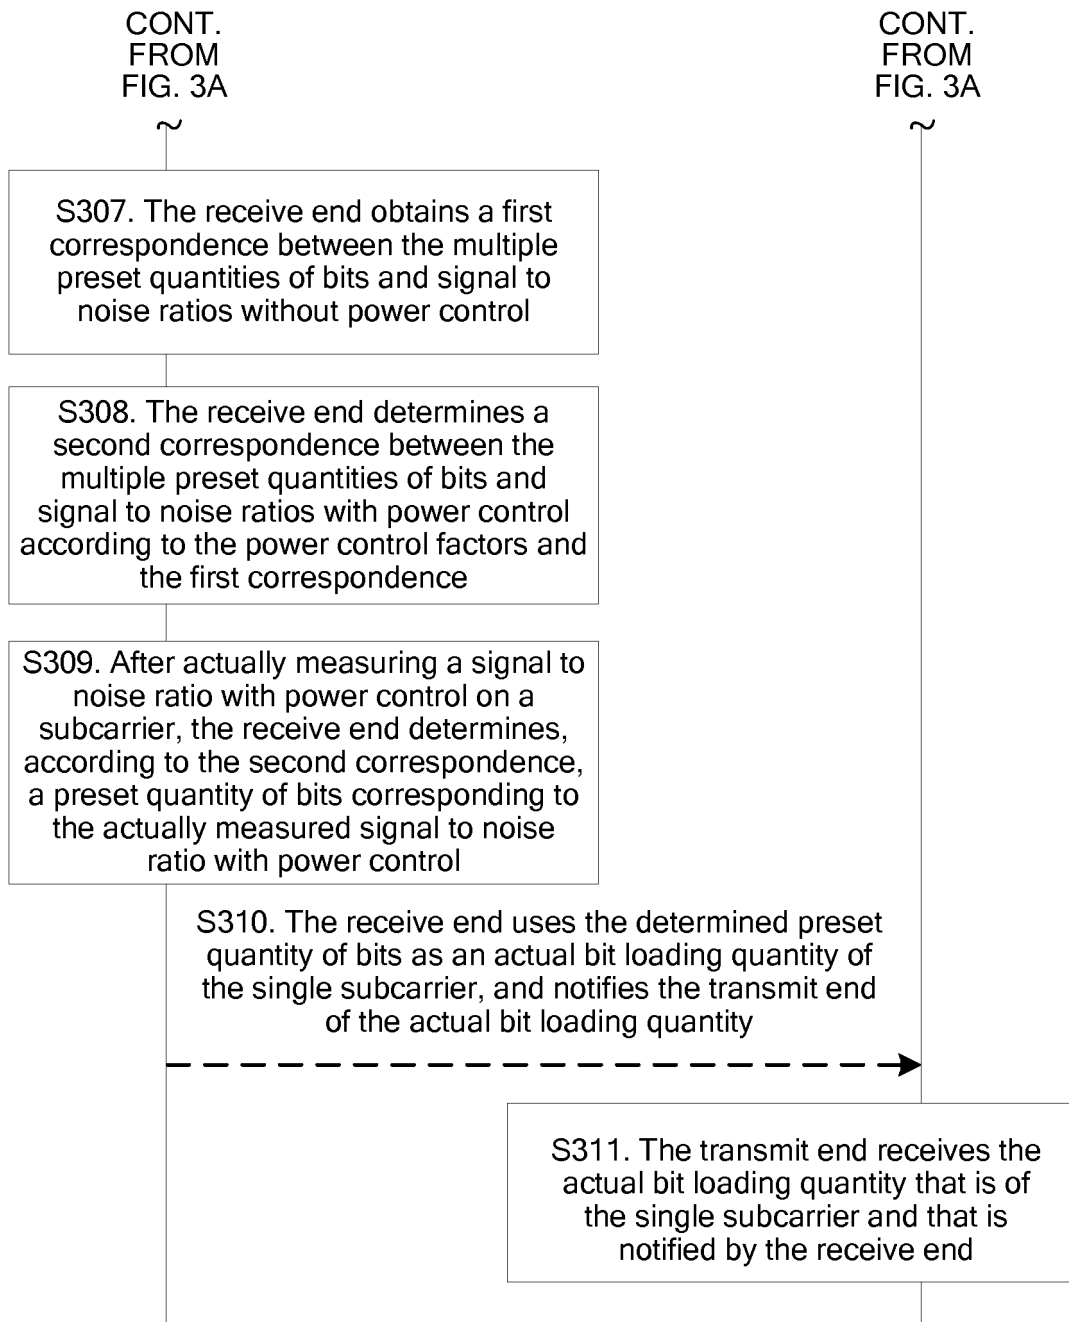 CONT.
FROM
FIG. 3A
CONT.
FROM
FIG. 3A
S307. The receive end obtains a first
correspondence between the multiple
preset quantities of bits and signal to
noise ratios without power control
S308. The receive end determines a
second correspondence between the
multiple preset quantities of bits and
signal to noise ratios with power control
according to the power control factors and
the first correspondence
S309. After actually measuring a signal to
noise ratio with power control on a
subcarrier, the receive end determines,
according to the second correspondence,
a preset quantity of bits corresponding to
the actually measured signal to noise
ratio with power control
S310. The receive end uses the determined preset
quantity of bits as an actual bit loading quantity of
the single subcarrier, and notifies the transmit end
of the actual bit loading quantity
S311. The transmit end receives the
actual bit loading quantity that is of
the single subcarrier and that is
notified by the receive end